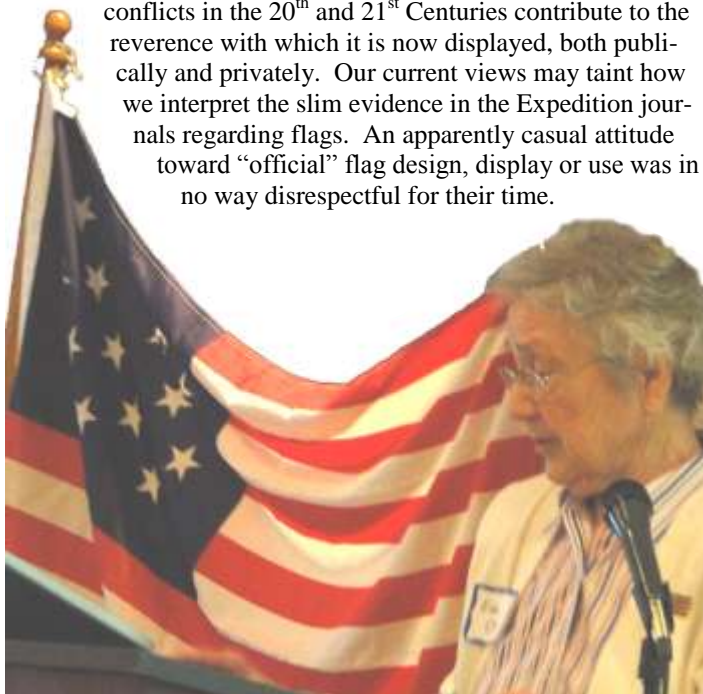 conflicts in the 20th and 21st Centuries contribute to the
reverence with which it is now displayed, both publi-
cally and privately. Our current views may taint how
we interpret the slim evidence in the Expedition jour-
nals regarding flags. An apparently casual attitude
toward “official” flag design, display or use was in
no way disrespectful for their time.